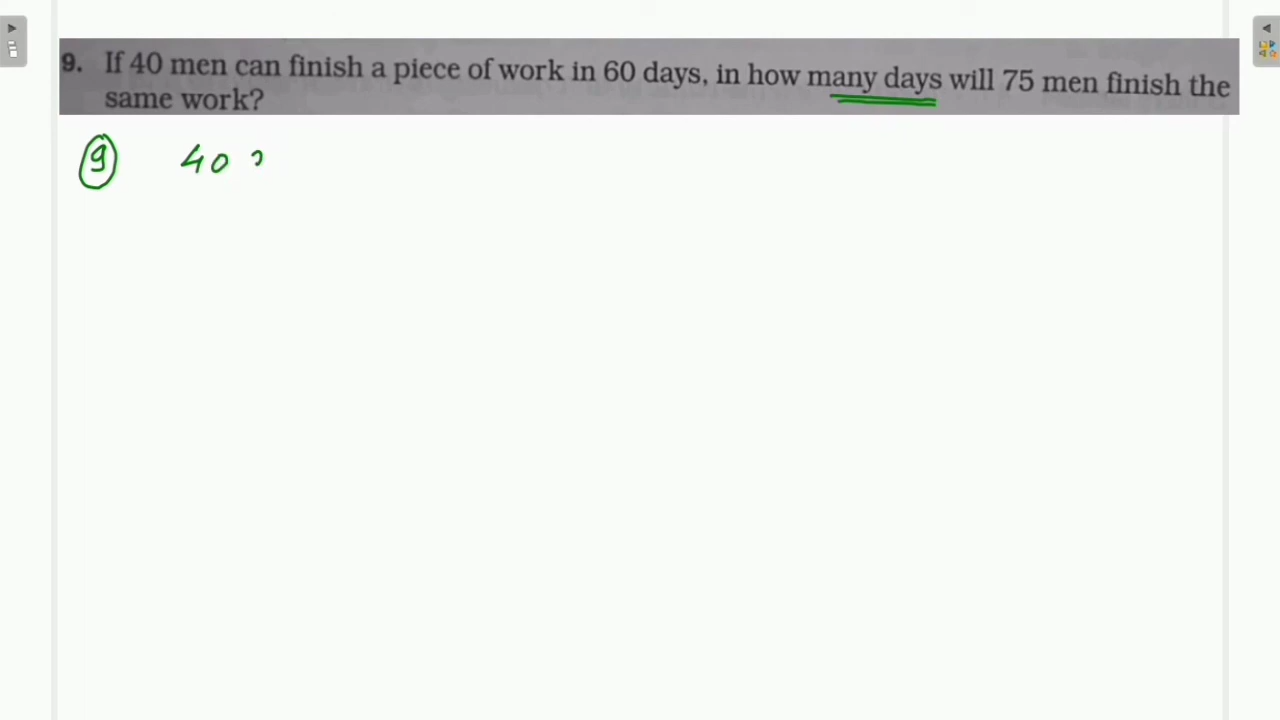 9. If 40 men can finish a piece of work in 60 days, in how many days will 75 men finish the
same work?
9 40